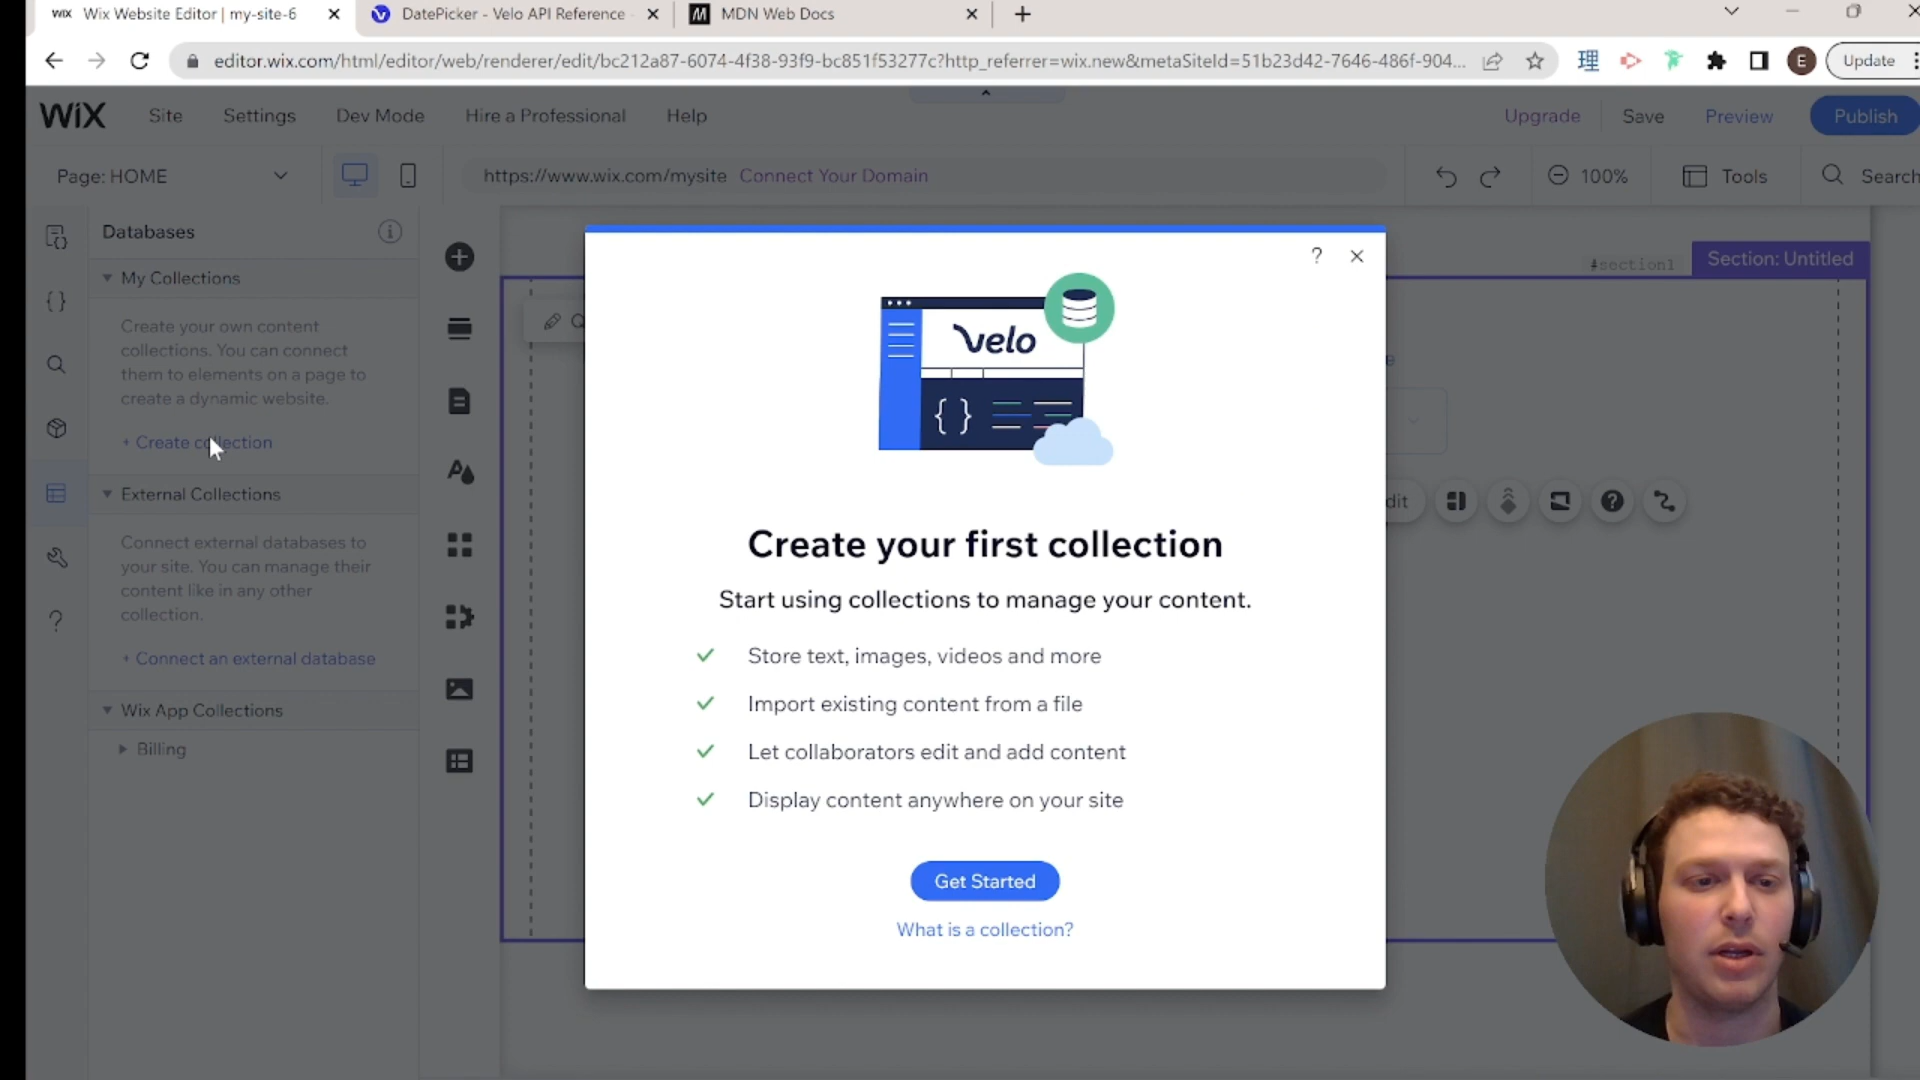 WiX Wix Website Editor | my-site-6
DatePicker - Velo API Reference
MDN Web Docs
editor.wix.com/html/editor/web/renderer/edit/bc212a87-6074-4f38-93f9-bc851f53277c?http_referrer=wix.new&metaSiteId=51b23d42-7646-486f-904...
理
E
Update
WiX
Site
Settings
Dev Mode
Hire a Professional
Help
Upgrade
Save
Preview
Publish
Page: HOME
https://www.wix.com/mysite Connect Your Domain
100%
Tools
Search
Databases
My Collections
Create your own content
collections. You can connect
them to elements on a page to
create a dynamic website.
+ Create collection
External Collections
Connect external databases to
your site. You can manage their
content like in any other
collection.
+ Connect an external database
Wix App Collections
Billing
#section1
Section: Untitled
velo
{ }
Create your first collection
Start using collections to manage your content.
Store text, images, videos and more
Import existing content from a file
Let collaborators edit and add content
Display content anywhere on your site
Get Started
What is a collection?